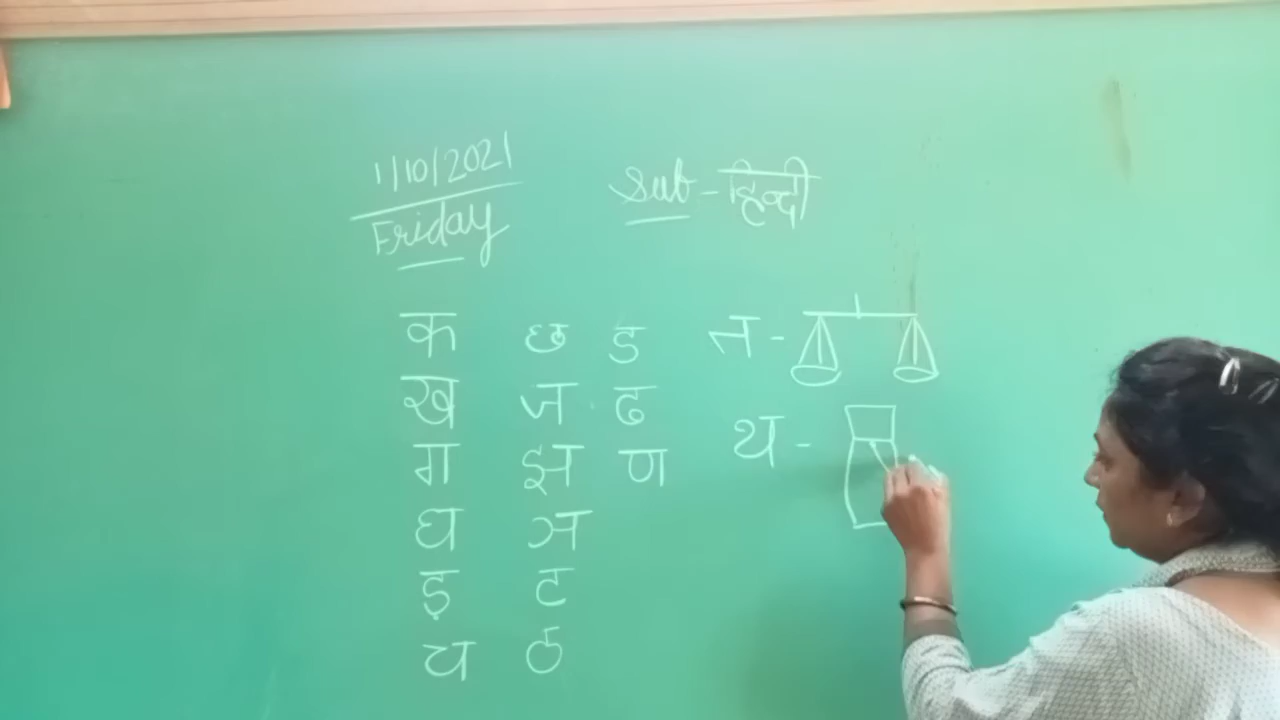 1/10/2021
Friday
Sub - हिन्दी
क
ख
ग
घ
ङ
च
छ
ज
झ
ञ
ट
ठ
ड
ढ
ण
त -
थ -